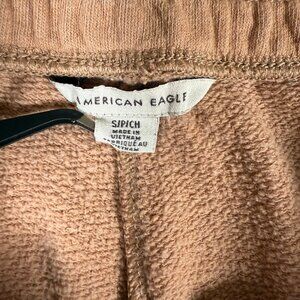 AMERICAN EAGLE
S/P/CH
MADE IN
VIETNAM
FABRIQUÉ AU
VIETNAM